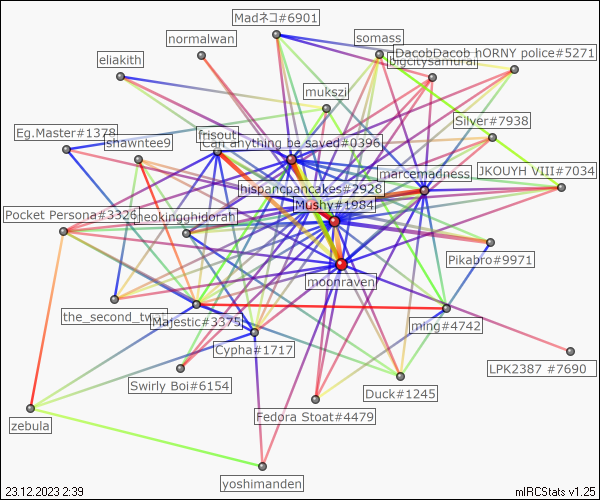 Madネコ#6901
normalwan
somass
DacobDacob hORNY police#5271
bigcitysamurai
eliakith
mukszi
Silver#7938
Eg.Master#1378
frisout
shawntee9
Can anything be saved#0396
marcemadness
JKOUYH VIII#7034
hispancpancakes#2928
Mushy#1984
Pocket Persona#3326
neokingghidorah
Pikabro#9971
moonraven
the_second_two
Majestic#3375
ming#4742
Cypha#1717
LPK2387 #7690
Swirly Boi#6154
Duck#1245
Fedora Stoat#4479
zebula
yoshimanden
23.12.2023 2:39
mIRCStats v1.25